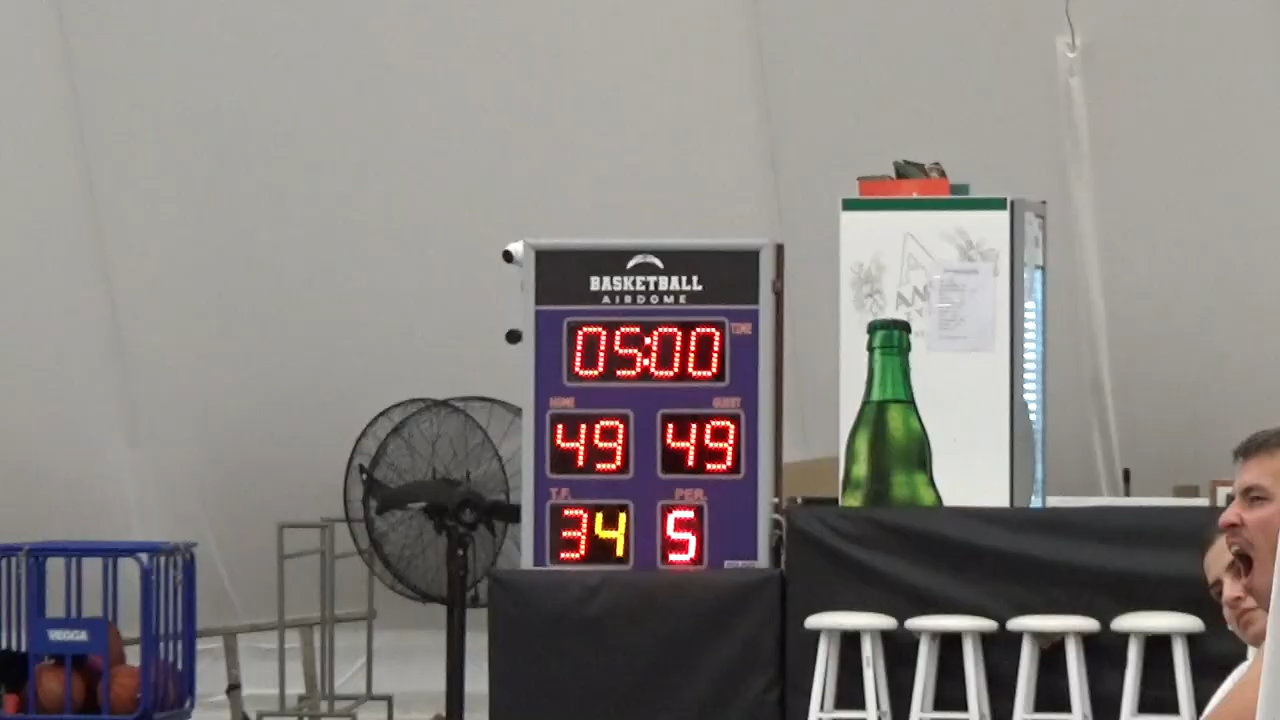 BASKETBALL
AIRDOME
TIME
05:00
HOME GUEST
49 49
T.F. PER.
34 5
VEGGA